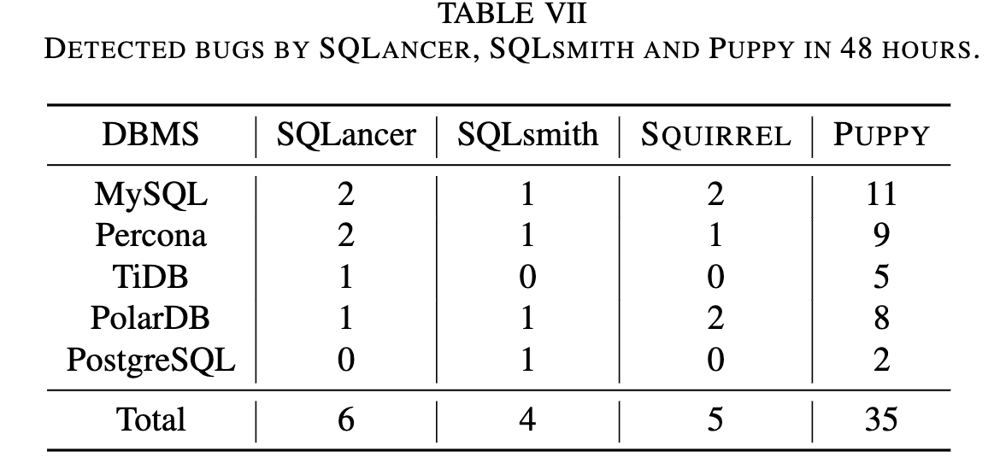 TABLE VII
DETECTED BUGS BY SQLANCER, SQLSMITH AND PUPPY IN 48 HOURS.
DBMS SQLancer SQLsmith SQUIRREL PUPPY
MySQL 2 1 2 11
Percona 2 1 1 9
TiDB 1 0 0 5
PolarDB 1 1 2 8
PostgreSQL 0 1 0 2
Total 6 4 5 35